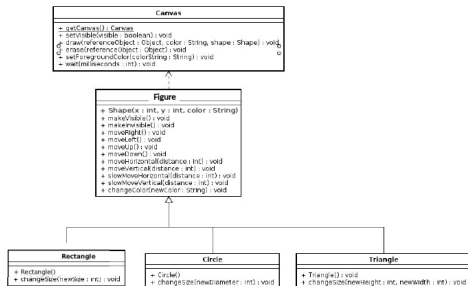 Canvas
+ getCanvas() : Canvas
+ setVisible(visible : boolean) : void
+ draw(referenceObject : Object, color : String, shape : Shape) : void
+ erase(referenceObject : Object) : void
+ setForegroundColor(colorString : String) : void
+ wait(miliseconds : int) : void
Figure
+ Shape(x : int, y : int, color : String)
+ makeVisible() : void
+ makeInvisible() : void
+ moveRight() : void
+ moveLeft() : void
+ moveUp() : void
+ moveDown() : void
+ moveHorizontal(distance : int) : void
+ moveVertical(distance : int) : void
+ slowMoveHorizontal(distance : int) : void
+ slowMoveVertical(distance : int) : void
+ changeColor(newColor : String) : void
Rectangle
+ Rectangle()
+ changeSize(newSize : int) : void
Circle
+ Circle()
+ changeSize(newDiameter : int) : void
Triangle
+ Triangle() : void
+ changeSize(newHeight : int, newWidth : int) : void